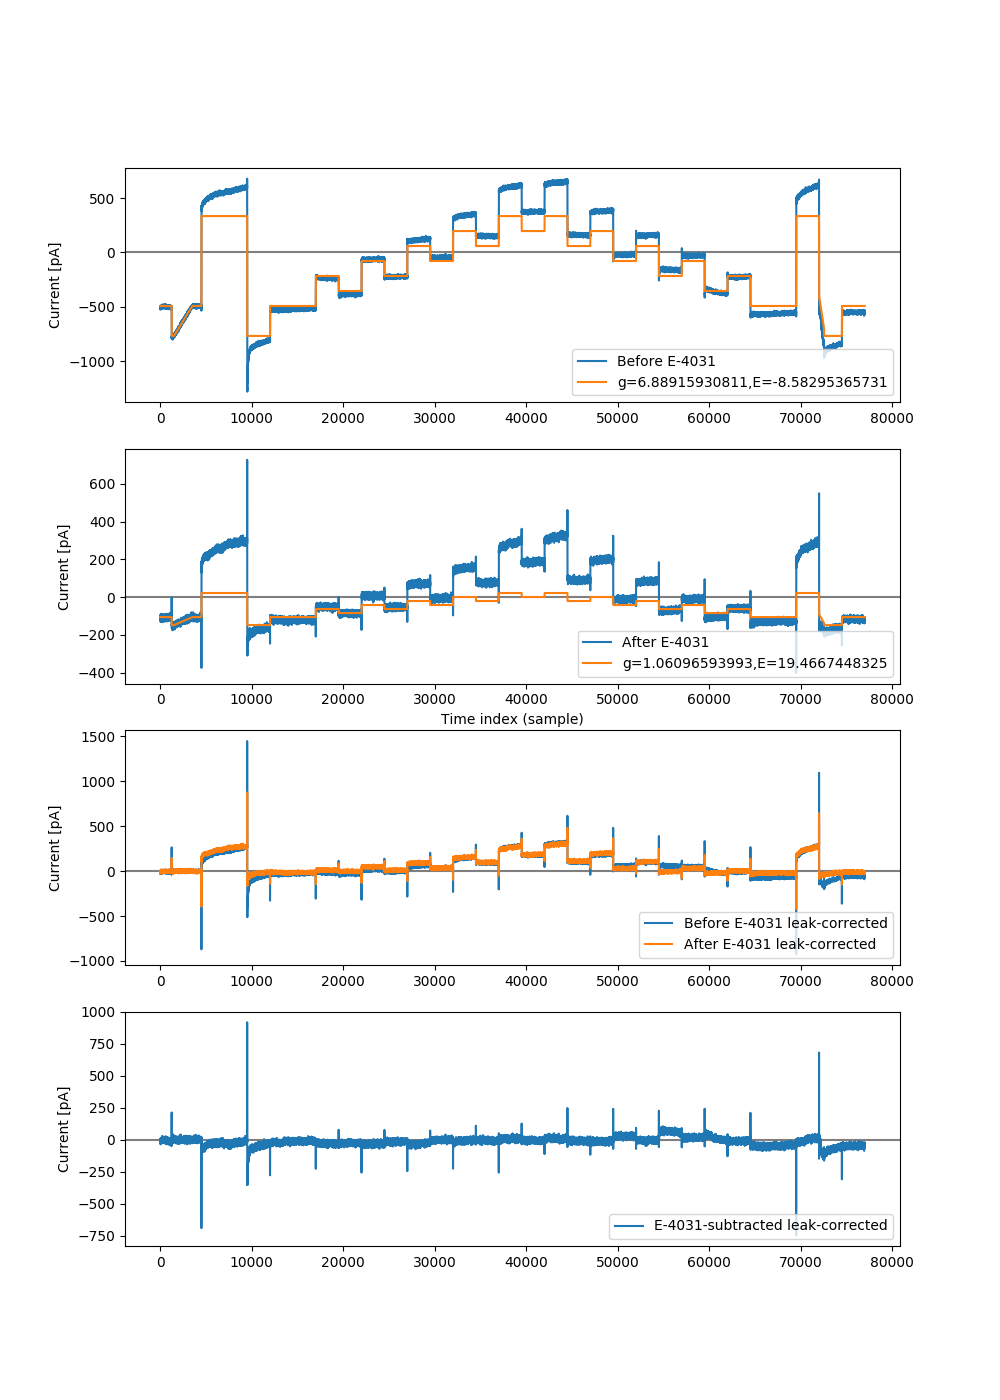 Current [pA]
500
0
−500
−1000
Before E-4031
g=6.88915930811,E=-8.58295365731
0 10000 20000 30000 40000 50000 60000 70000 80000
Current [pA]
600
400
200
0
−200
−400
After E-4031
g=1.06096593993,E=19.4667448325
0 10000 20000 30000 40000 50000 60000 70000 80000
Time index (sample)
Current [pA]
1500
1000
500
0
−500
−1000
Before E-4031 leak-corrected
After E-4031 leak-corrected
0 10000 20000 30000 40000 50000 60000 70000 80000
Current [pA]
1000
750
500
250
0
−250
−500
−750
E-4031-subtracted leak-corrected
0 10000 20000 30000 40000 50000 60000 70000 80000